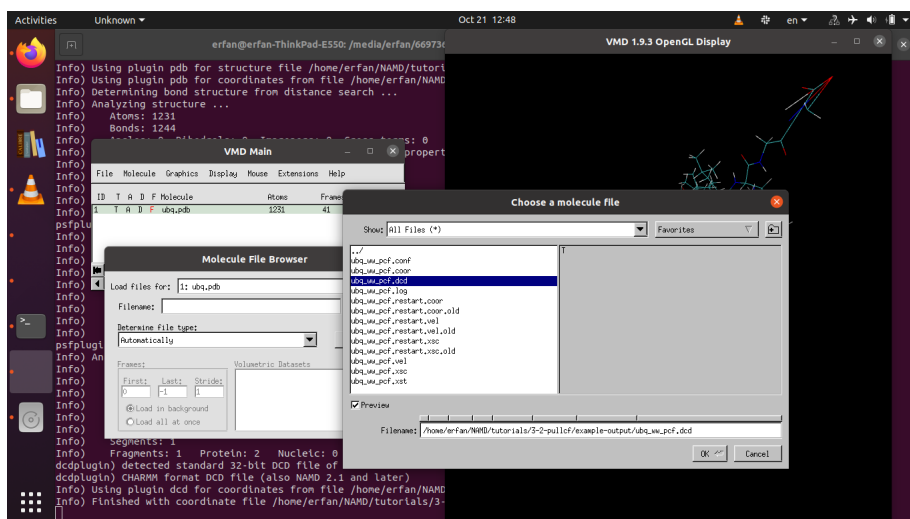 Activities
Unknown
Oct 21 12:48
en
erfan@erfan-ThinkPad-E550: /media/erfan/66973
VMD 1.9.3 OpenGL Display
Info) Using plugin pdb for structure file /home/erfan/NAMD/tutori
Info) Using plugin pdb for coordinates from file /home/erfan/NAMD
Info) Determining bond structure from distance search ...
Info) Analyzing structure ...
Info) Atoms: 1231
Info) Bonds: 1244
Info)
s: 0
Info)
propert
Info)
Info)
Info)
Info)
Info)
psfplu
Info)
Info)
Info)
Info)
Info)
Info)
Info)
Info)
Info)
psfplugi
Info) An
Info)
Info)
Info)
Info)
Info)
Info)
Info) Segments: 1
Info) Fragments: 1 Protein: 2 Nucleic: 0
dcdplugin) detected standard 32-bit DCD file of
dcdplugin) CHARMM format DCD file (also NAMD 2.1 and later)
Info) Using plugin dcd for coordinates from file /home/erfan/NAMD
Info) Finished with coordinate file /home/erfan/NAMD/tutorials/3-
VMD Main
File Molecule Graphics Display Mouse Extensions Help
ID T A D F Molecule Atoms Frame
1 T A D F ubq.pdb 1231 41
Molecule File Browser
Load files for: 1: ubq.pdb
Filename:
Determine file type:
Automatically
Frames:
Volumetric Datasets
First: Last: Stride:
0 -1 1
Load in background
Load all at once
Choose a molecule file
Show: All Files (*)
Favorites
../
ubq_ww_pcf.conf
ubq_ww_pcf.coor
ubq_ww_pcf.dcd
ubq_ww_pcf.log
ubq_ww_pcf.restart.coor
ubq_ww_pcf.restart.coor.old
ubq_ww_pcf.restart.vel
ubq_ww_pcf.restart.vel.old
ubq_ww_pcf.restart.xsc
ubq_ww_pcf.restart.xsc.old
ubq_ww_pcf.vel
ubq_ww_pcf.xsc
ubq_ww_pcf.xst
T
Preview
Filename: /home/erfan/NAMD/tutorials/3-2-pullcf/example-output/ubq_ww_pcf.dcd
OK
Cancel